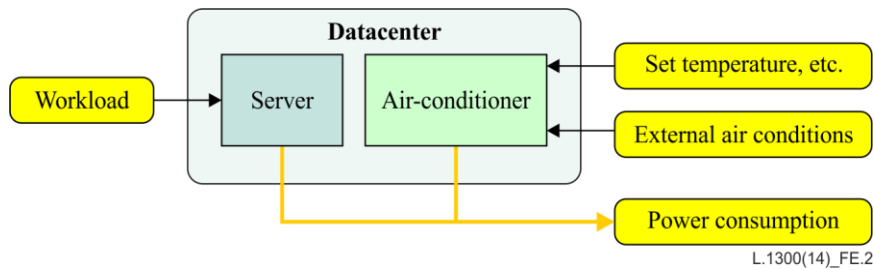 Datacenter
Workload
Server
Air-conditioner
Set temperature, etc.
External air conditions
Power consumption
L.1300(14)_FE.2